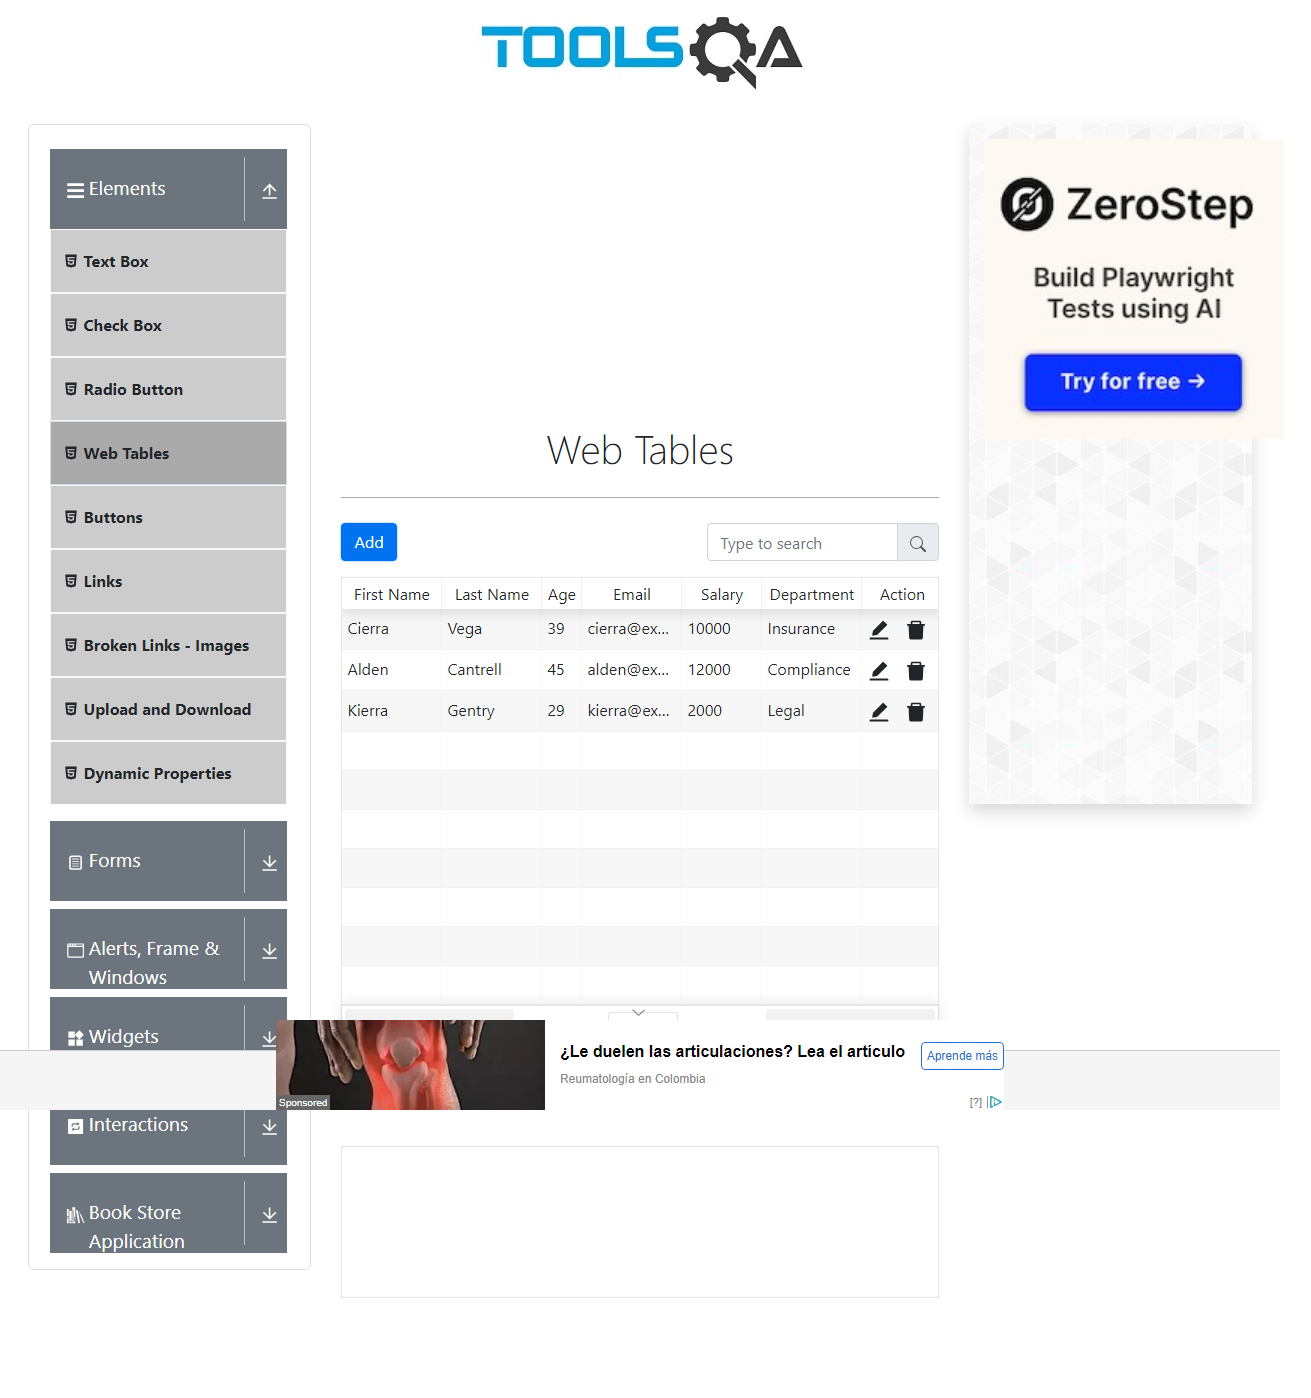 TOOLSQA
Elements
Text Box
Check Box
Radio Button
Web Tables
Buttons
Links
Broken Links - Images
Upload and Download
Dynamic Properties
Forms
Alerts, Frame &
Windows
Widgets
Interactions
Book Store
Application
Web Tables
Add
Type to search
First Name Last Name Age Email Salary Department Action
Cierra Vega 39 cierra@ex... 10000 Insurance
Alden Cantrell 45 alden@ex... 12000 Compliance
Kierra Gentry 29 kierra@ex... 2000 Legal
ZeroStep
Build Playwright
Tests using AI
Try for free →
Sponsored
¿Le duelen las articulaciones? Lea el artículo
Reumatología en Colombia
Aprende más
[?]